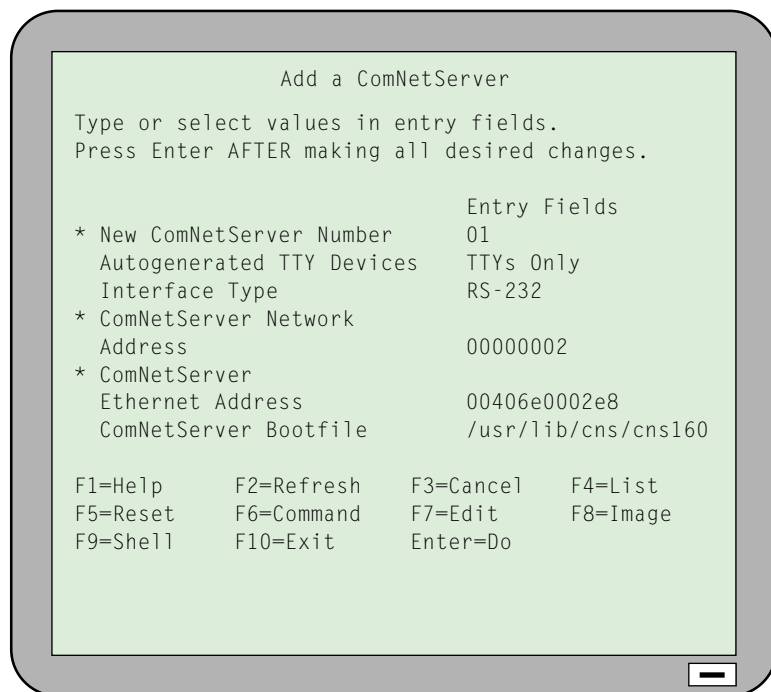 Add a ComNetServer
Type or select values in entry fields.
Press Enter AFTER making all desired changes.
Entry Fields
* New ComNetServer Number 01
Autogenerated TTY Devices TTYs Only
Interface Type RS-232
* ComNetServer Network
Address 00000002
* ComNetServer
Ethernet Address 00406e0002e8
ComNetServer Bootfile /usr/lib/cns/cns160
F1=Help F2=Refresh F3=Cancel F4=List
F5=Reset F6=Command F7=Edit F8=Image
F9=Shell F10=Exit Enter=Do